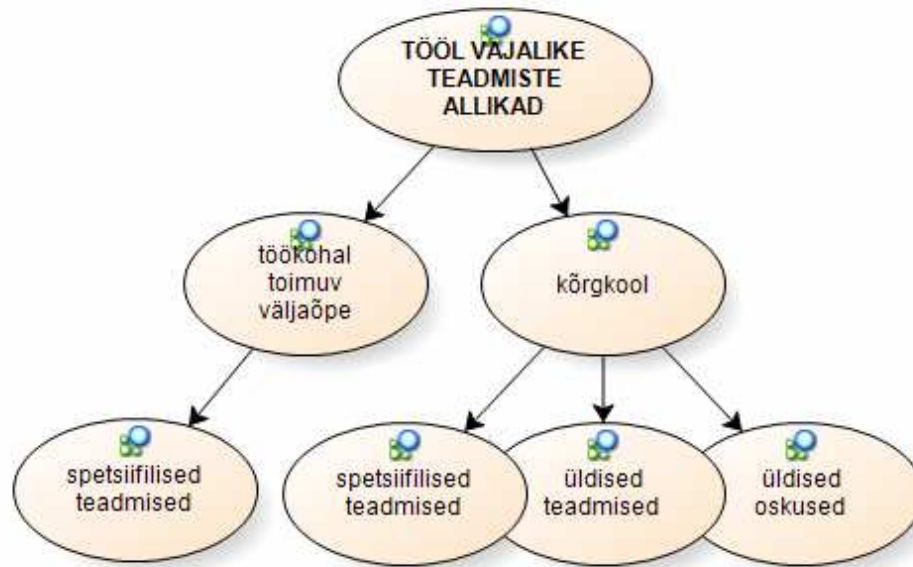 TÖÖL VAJALIKE
TEADMISTE
ALLIKAD
töökohal
toimuv
väljaõpe
kõrgkool
spetsiifilised
teadmised
spetsiifilised
teadmised
üldised
teadmised
üldised
oskused